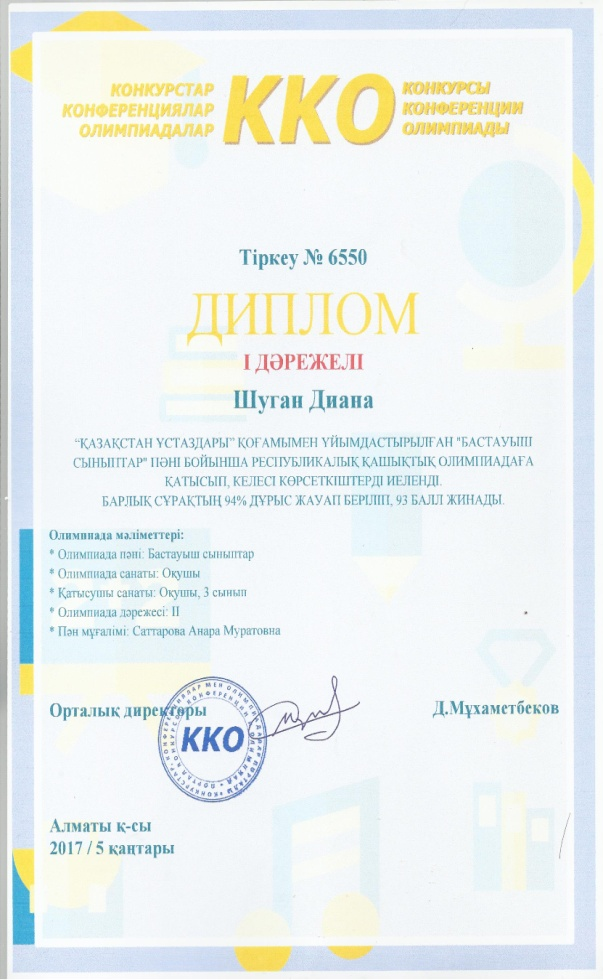 КОНКУРСТАР
КОНФЕРЕНЦИЯЛАР
ОЛИМПИАДАЛАР
ККО
КОНКУРСЫ
КОНФЕРЕНЦИИ
ОЛИМПИАДЫ
Тіркеу № 6550
ДИПЛОМ
І ДӘРЕЖЕЛІ
Шуган Диана
“ҚАЗАҚСТАН ҰСТАЗДАРЫ” ҚОҒАМЫМЕН ҰЙЫМДАСТЫРЫЛҒАН "БАСТАУЫШ
СЫНЫПТАР" ПӘНІ БОЙЫНША РЕСПУБЛИКАЛЫҚ ҚАШЫҚТЫҚ ОЛИМПИАДАҒА
ҚАТЫСЫП, КЕЛЕСІ КӨРСЕТКІШТЕРДІ ИЕЛЕНДІ.
БАРЛЫҚ СҰРАҚТЫҢ 94% ДҰРЫС ЖАУАП БЕРІЛІП, 93 БАЛЛ ЖИНАДЫ.
Олимпиада мәліметтері:
* Олимпиада пәні: Бастауыш сыныптар
* Олимпиада санаты: Оқушы
* Қатысушы санаты: Оқушы, 3 сынып
* Олимпиада дәрежесі: ІІ
* Пән мұғалімі: Саттарова Анара Муратовна
Орталық директоры
Д.Мұхаметбеков
ККО
Алматы қ-сы
2017 / 5 қаңтары